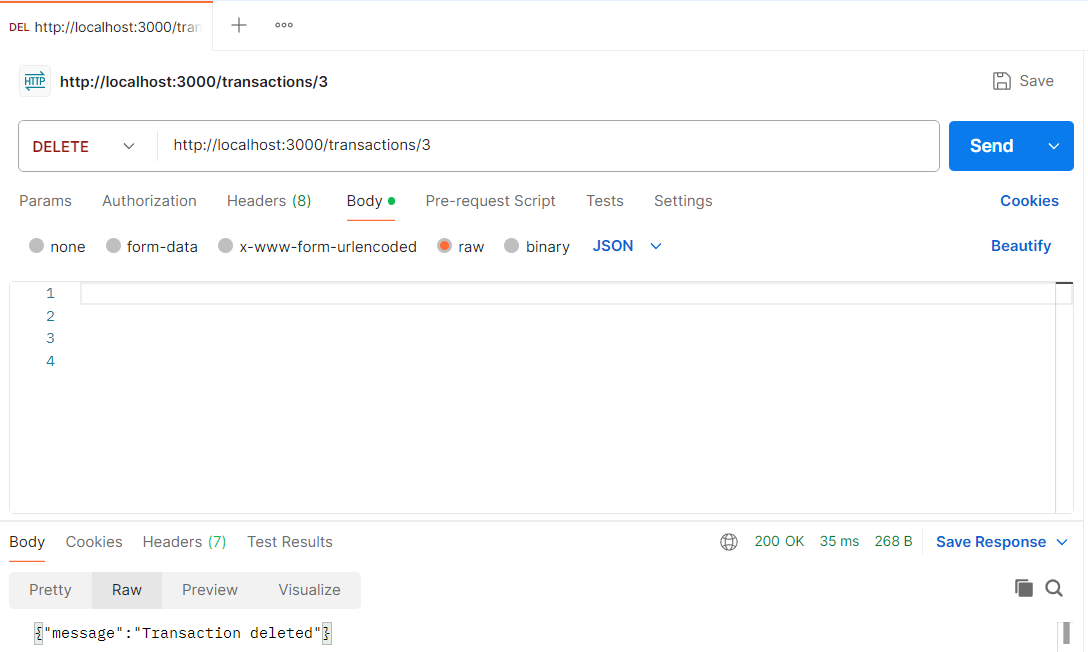 DEL http://localhost:3000/tran
HTTP http://localhost:3000/transactions/3 Save
DELETE http://localhost:3000/transactions/3 Send
Params Authorization Headers (8) Body Pre-request Script Tests Settings Cookies
none form-data x-www-form-urlencoded raw binary JSON Beautify
1
2
3
4
Body Cookies Headers (7) Test Results 200 OK 35 ms 268 B Save Response
Pretty Raw Preview Visualize
{"message":"Transaction deleted"}